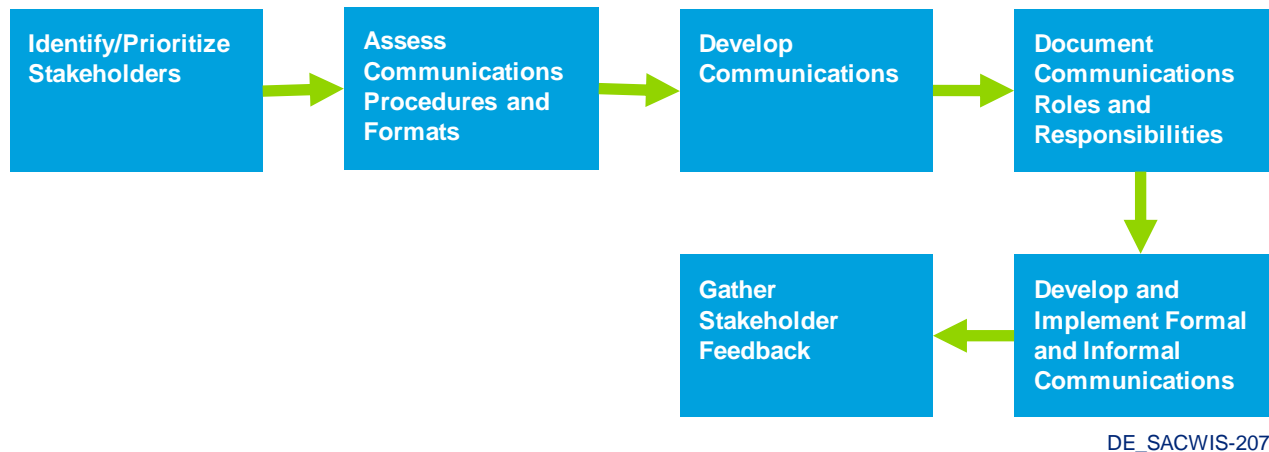 Identify/Prioritize
Stakeholders
Assess
Communications
Procedures and
Formats
Develop
Communications
Document
Communications
Roles and
Responsibilities
Develop and
Implement Formal
and Informal
Communications
Gather
Stakeholder
Feedback
DE_SACWIS-207